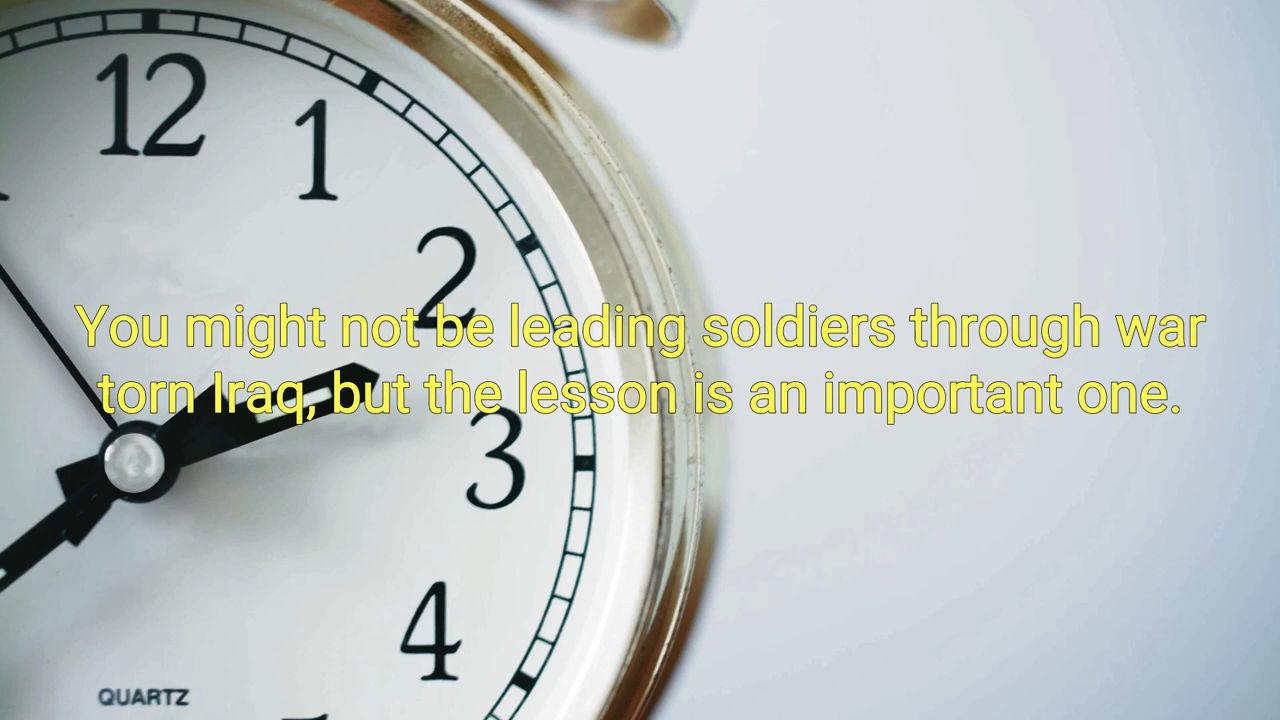 12
1
2
You might not be leading soldiers through war
torn Iraq, but the lesson is an important one.
3
4
QUARTZ